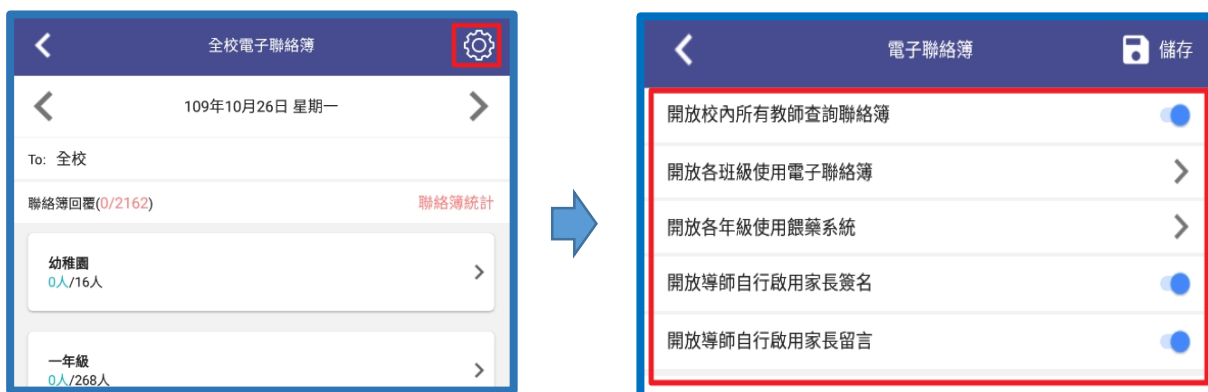 全校電子聯絡簿
109年10月26日 星期一
To: 全校
聯絡簿回覆(0/2162) 聯絡簿統計
幼稚園
0人/16人
一年級
0人/268人
電子聯絡簿 儲存
開放校內所有教師查詢聯絡簿
開放各班級使用電子聯絡簿
開放各年級使用餵藥系統
開放導師自行啟用家長簽名
開放導師自行啟用家長留言